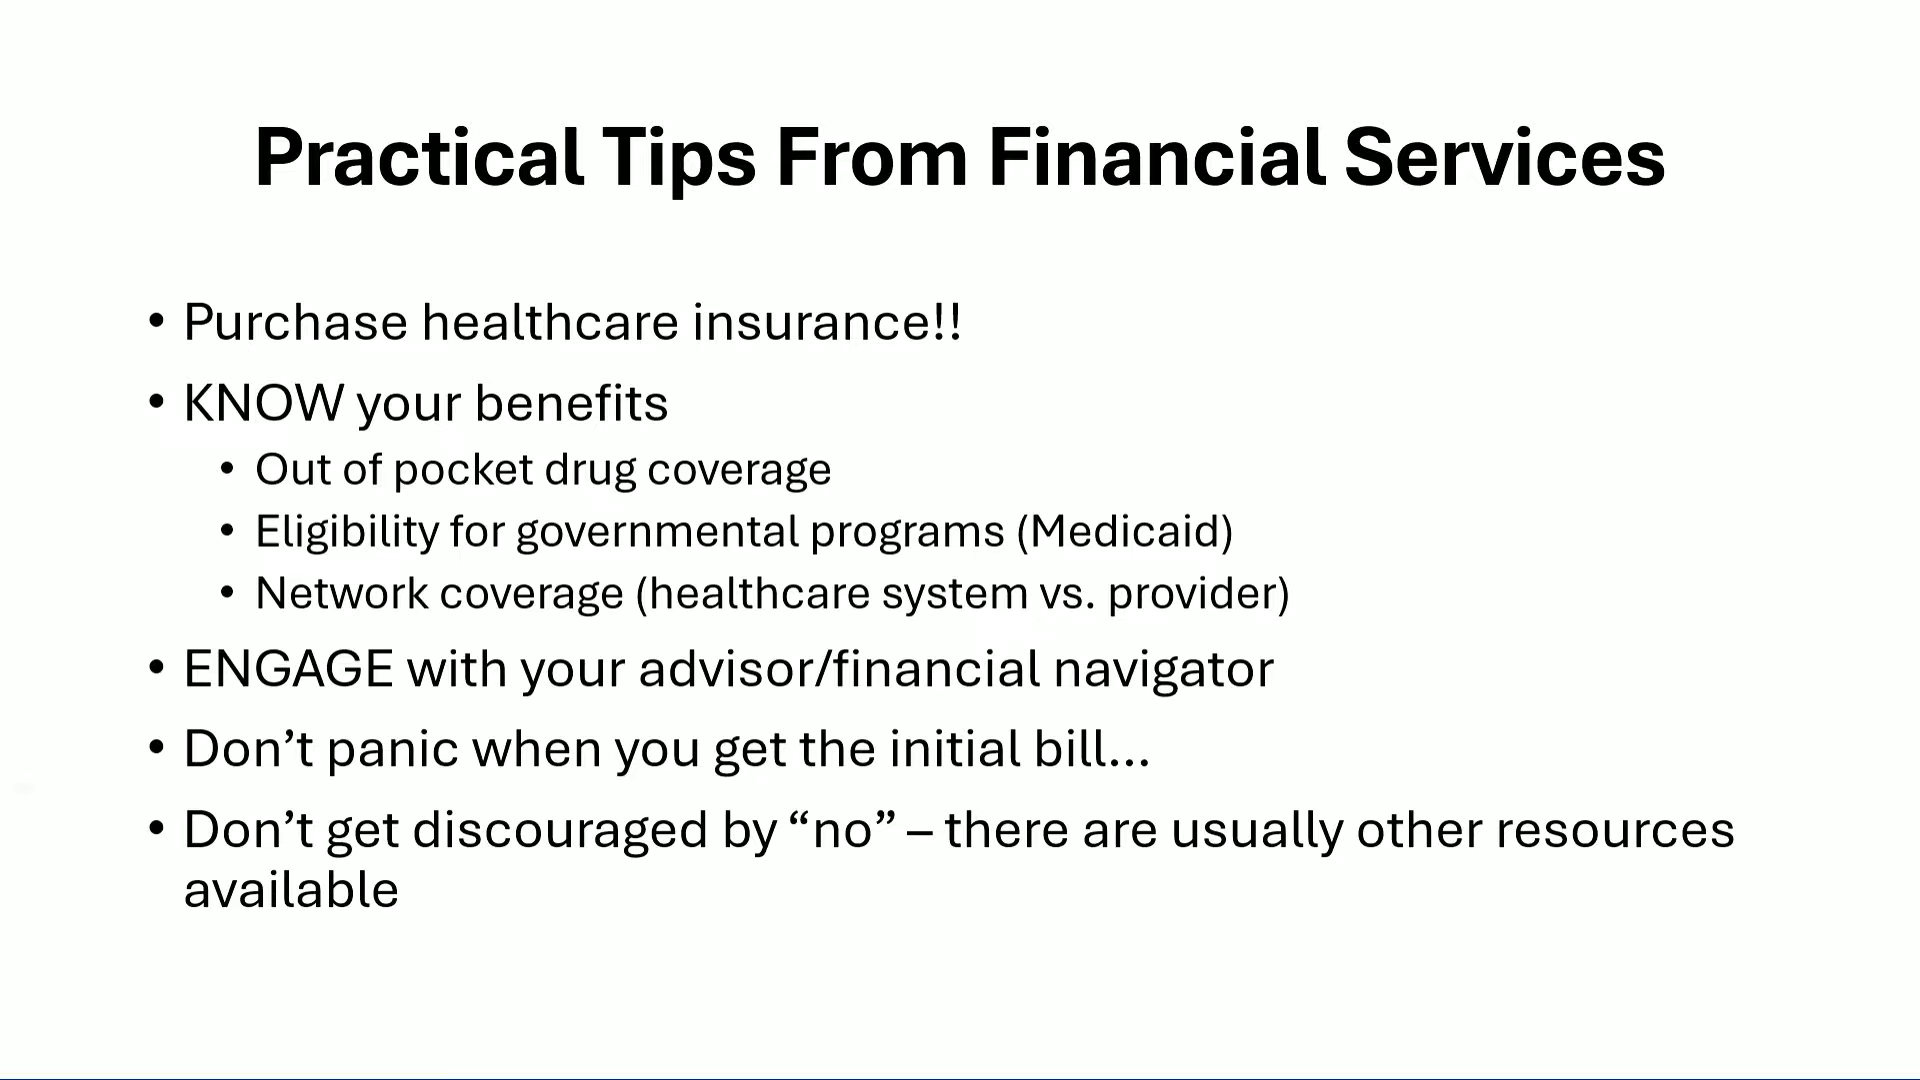 Practical Tips From Financial Services
• Purchase healthcare insurance!!
• KNOW your benefits
• Out of pocket drug coverage
• Eligibility for governmental programs (Medicaid)
• Network coverage (healthcare system vs. provider)
• ENGAGE with your advisor/financial navigator
• Don’t panic when you get the initial bill…
• Don’t get discouraged by “no” – there are usually other resources
available